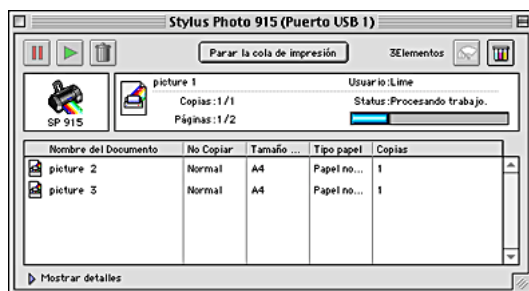 Stylus Photo 915 (Puerto USB 1)
Parar la cola de impresión
3Elementos
SP 915
picture 1
Usuario:Lime
Copias:1/1
Status:Procesando trabajo.
Páginas:1/2
Nombre del Documento No Copiar Tamaño ... Tipo papel Copias
picture 2 Normal A4 Papel no... 1
picture 3 Normal A4 Papel no... 1
Mostrar detalles